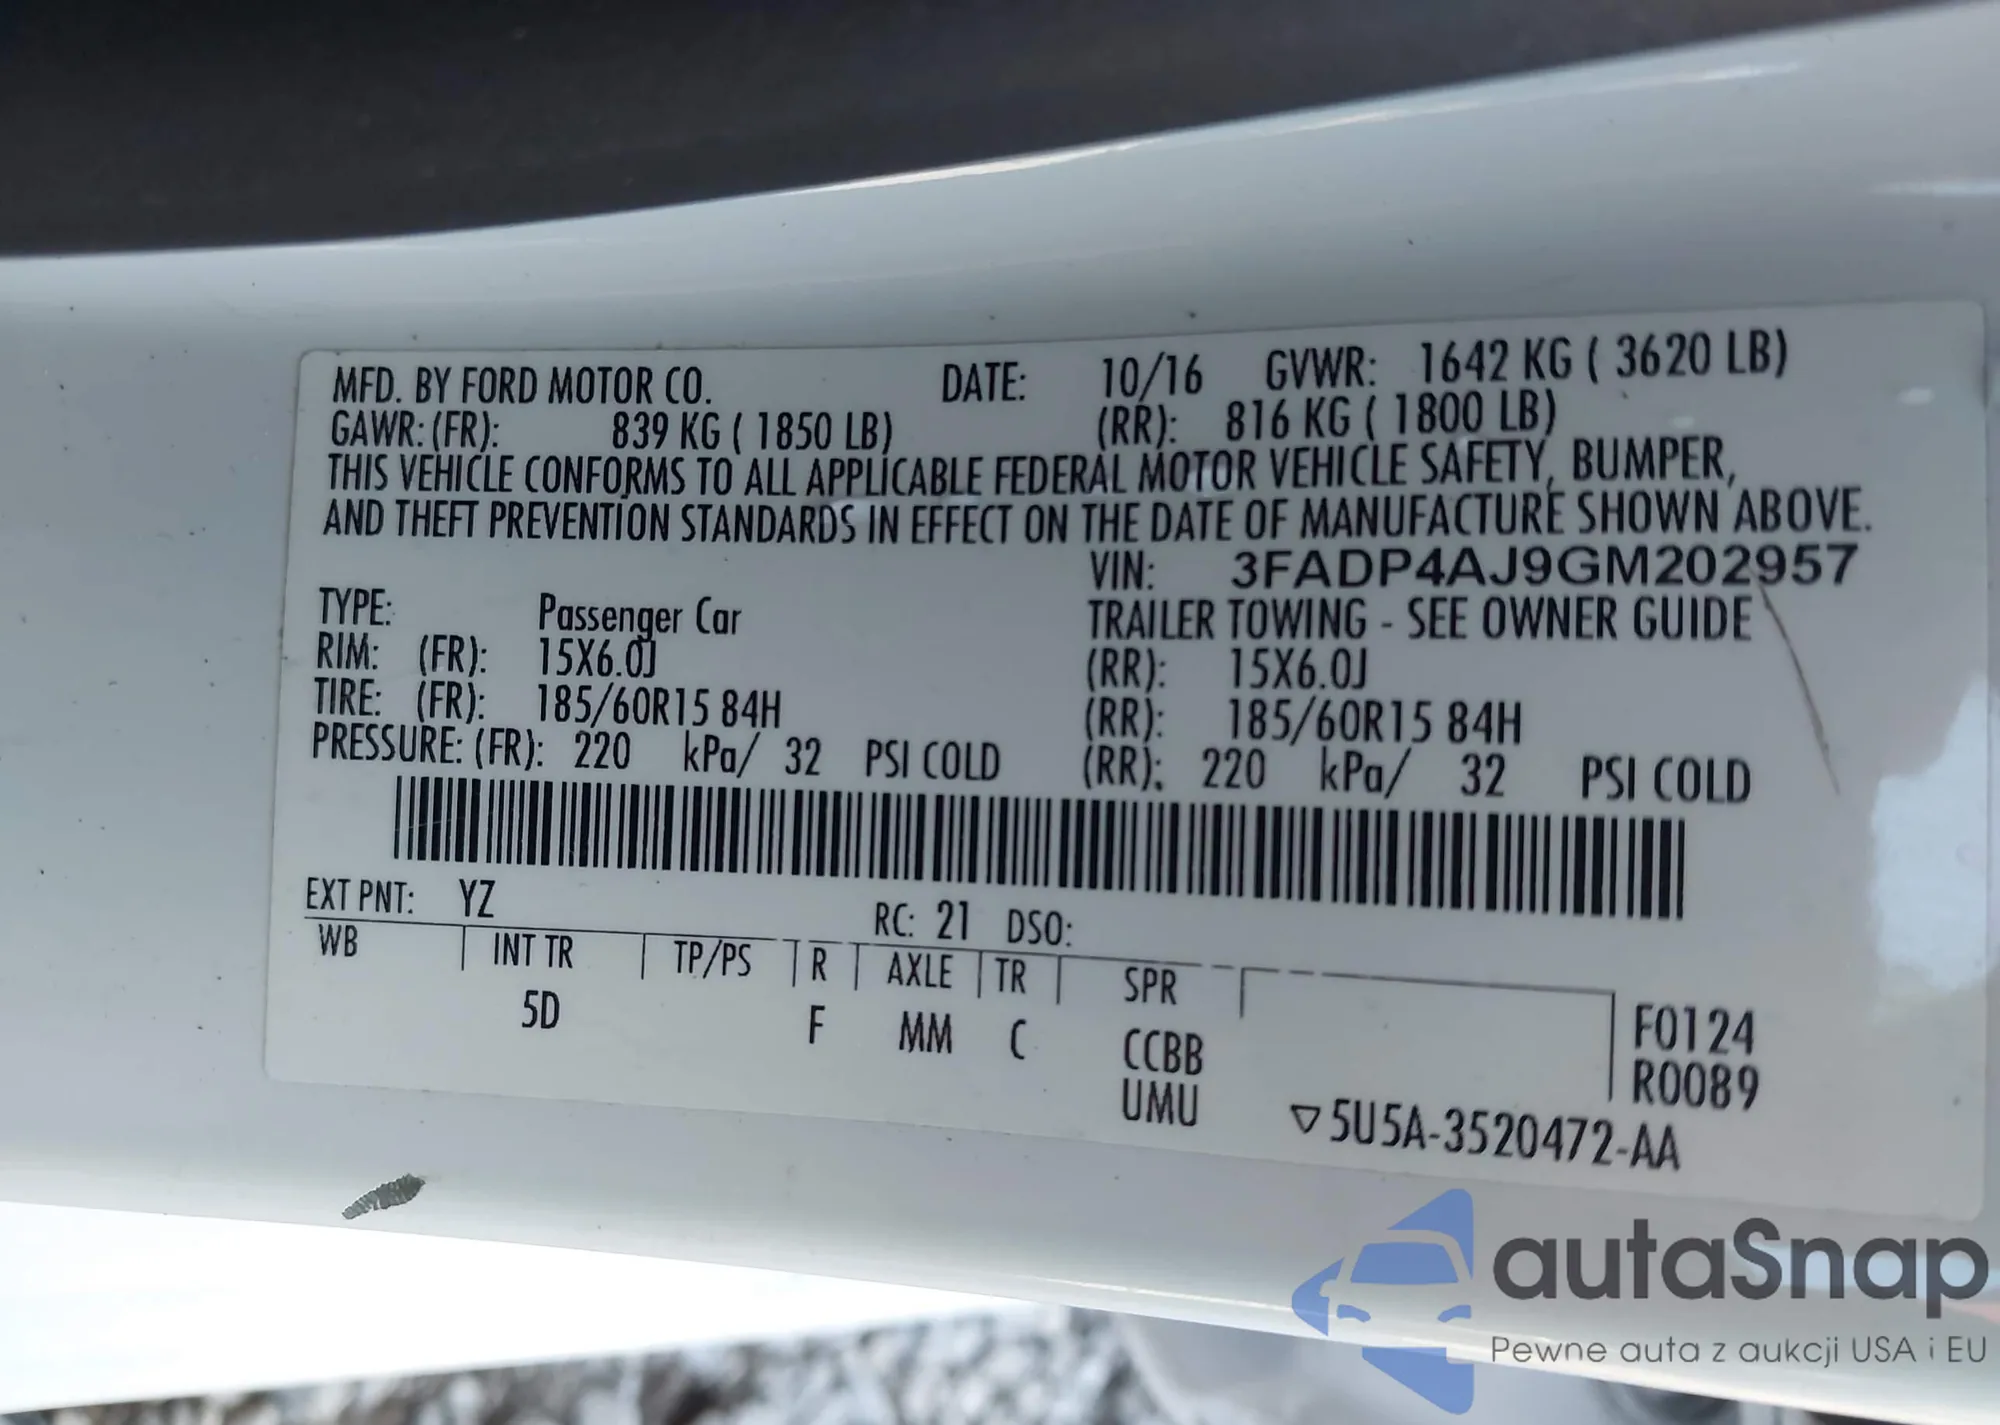 MFD. BY FORD MOTOR CO. DATE: 10/16 GVWR: 1642 KG ( 3620 LB)
GAWR: (FR): 839 KG ( 1850 LB) (RR): 816 KG ( 1800 LB)
THIS VEHICLE CONFORMS TO ALL APPLICABLE FEDERAL MOTOR VEHICLE SAFETY, BUMPER,
AND THEFT PREVENTION STANDARDS IN EFFECT ON THE DATE OF MANUFACTURE SHOWN ABOVE.
VIN: 3FADP4AJ9GM202957
TYPE: Passenger Car TRAILER TOWING - SEE OWNER GUIDE
RIM: (FR): 15X6.0J (RR): 15X6.0J
TIRE: (FR): 185/60R15 84H (RR): 185/60R15 84H
PRESSURE: (FR): 220 kPa/ 32 PSI COLD (RR): 220 kPa/ 32 PSI COLD
EXT PNT: YZ RC: 21 DSO:
WB INT TR TP/PS R AXLE TR SPR
5D F MM C CCBB F0124
UMU R0089
▽5U5A-3520472-AA
autaSnap
Pewne auta z aukcji USA i EU